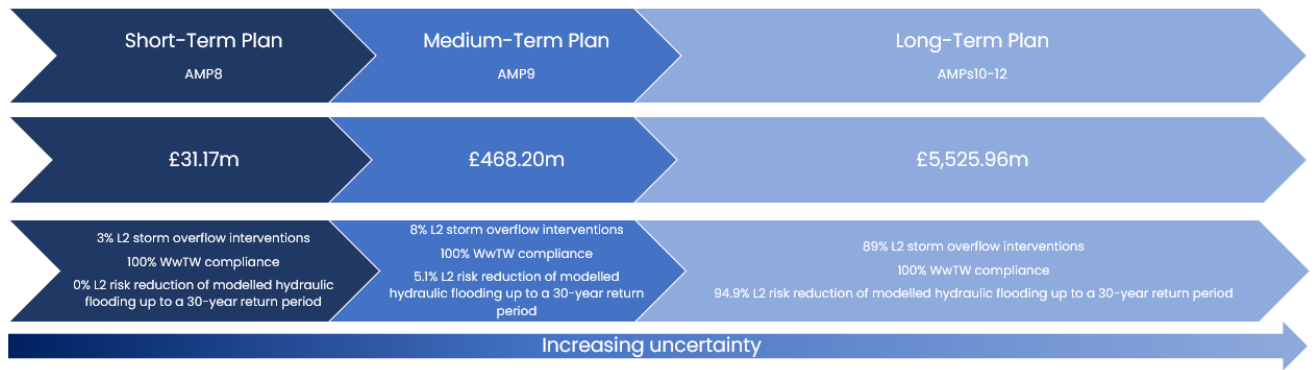 Short-Term Plan
AMP8
Medium-Term Plan
AMP9
Long-Term Plan
AMPs10-12
£31.17m
£468.20m
£5,525.96m
3% L2 storm overflow interventions
100% WwTW compliance
0% L2 risk reduction of modelled hydraulic
flooding up to a 30-year return period
8% L2 storm overflow interventions
100% WwTW compliance
5.1% L2 risk reduction of modelled
hydraulic flooding up to a 30-year return
period
89% L2 storm overflow interventions
100% WwTW compliance
94.9% L2 risk reduction of modelled hydraulic flooding up to a 30-year return period
Increasing uncertainty